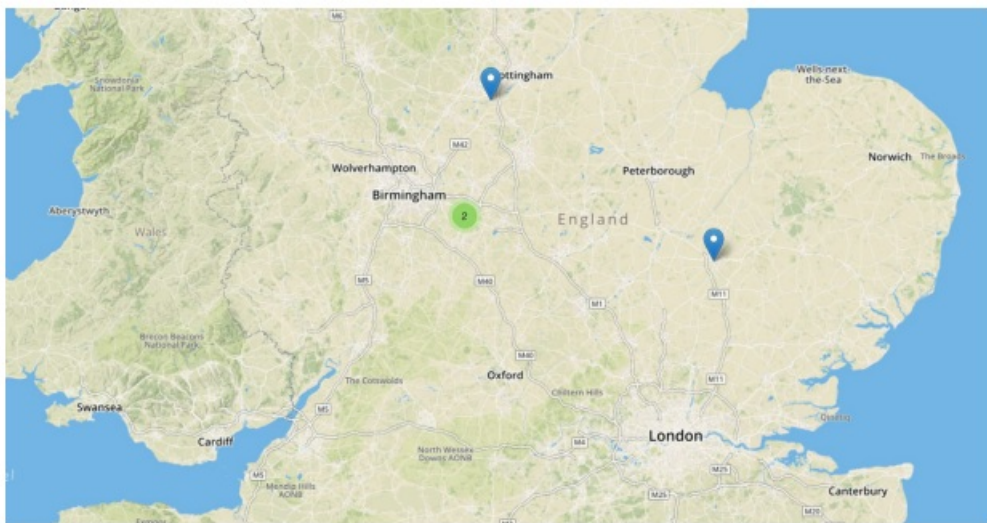 M6
Snowdonia
National Park
ottingham
Wells next
the-Sea
M42
Wolverhampton
Birmingham
Peterborough
Norwich
The Broads
Aberystwyth
Wales
2
England
M5
M40
M1
M11
Brecon Beacons
National Park
M40
The Cotswolds
Oxford
Chiltern Hills
M11
Swansea
Cardiff
M5
North Wessex
Downs AONB
M4
London
M25
M5
Mendip Hills
AONB
M25
Canterbury
M20